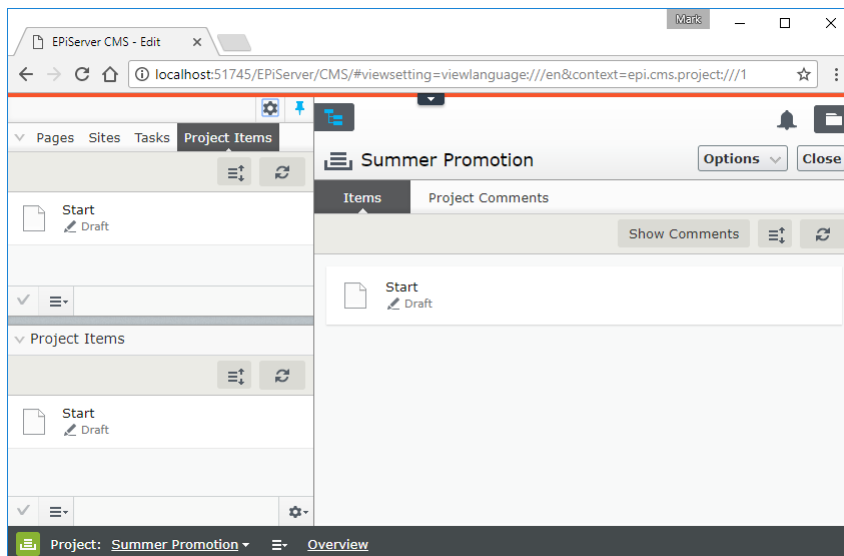 Mark
EPiServer CMS - Edit
localhost:51745/EPiServer/CMS/#viewsetting=viewlanguage:///en&context=epi.cms.project:///1
Pages Sites Tasks Project Items
Start
Draft
Project Items
Start
Draft
Summer Promotion
Options
Close
Items Project Comments
Show Comments
Start
Draft
Project: Summer Promotion Overview